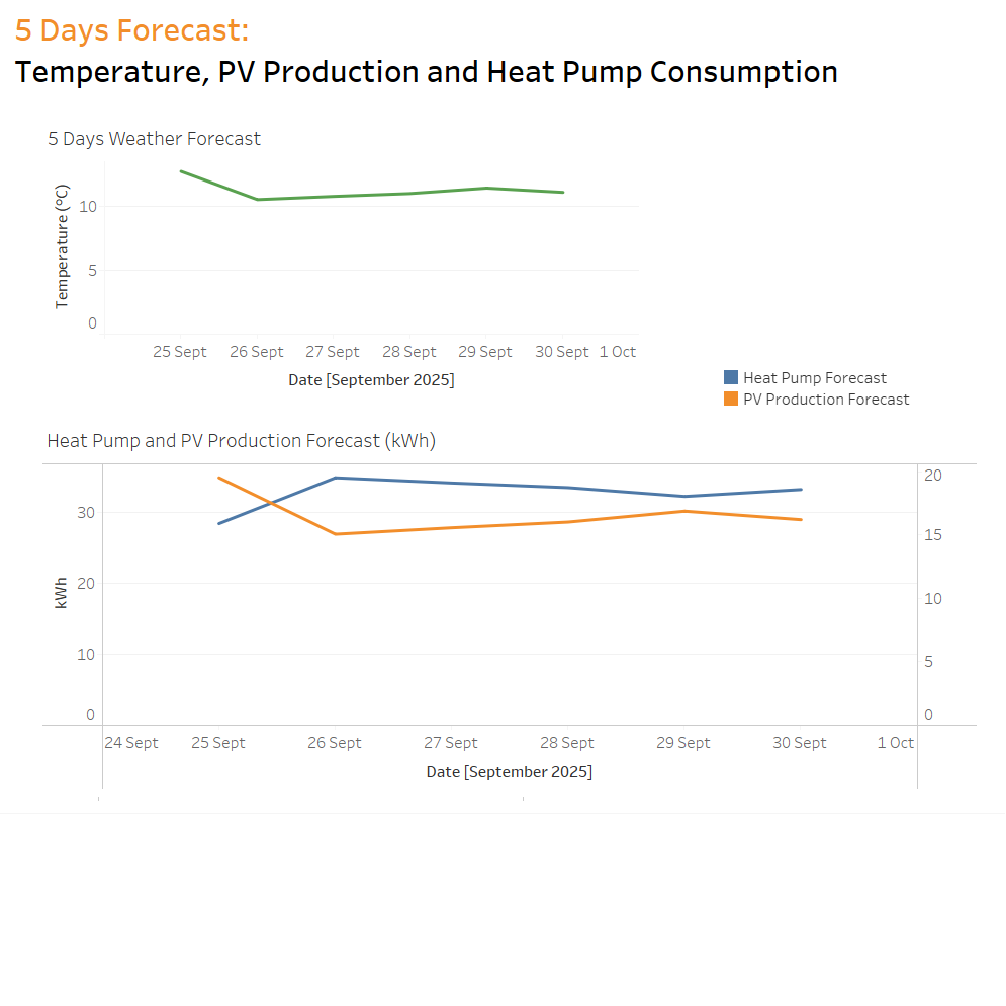 5 Days Forecast:
Temperature, PV Production and Heat Pump Consumption
5 Days Weather Forecast
Temperature (°C)
10
5
0
25 Sept 26 Sept 27 Sept 28 Sept 29 Sept 30 Sept 1 Oct
Date [September 2025]
Heat Pump Forecast
PV Production Forecast
Heat Pump and PV Production Forecast (kWh)
kWh
30
20
10
0
20
15
10
5
0
24 Sept 25 Sept 26 Sept 27 Sept 28 Sept 29 Sept 30 Sept 1 Oct
Date [September 2025]